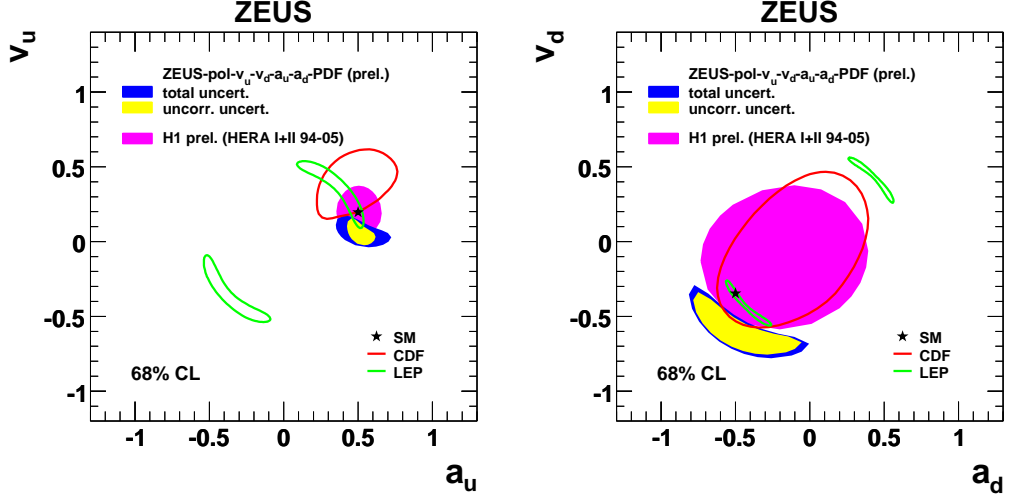 ZEUS
v_u
ZEUS-pol-v_u-v_d-a_u-a_d-PDF (prel.)
total uncert.
uncorr. uncert.
H1 prel. (HERA I+II 94-05)
1
0.5
0
-0.5
-1
SM
CDF
LEP
68% CL
-1 -0.5 0 0.5 1
a_u
ZEUS
v_d
ZEUS-pol-v_u-v_d-a_u-a_d-PDF (prel.)
total uncert.
uncorr. uncert.
H1 prel. (HERA I+II 94-05)
1
0.5
0
-0.5
-1
SM
CDF
LEP
68% CL
-1 -0.5 0 0.5 1
a_d